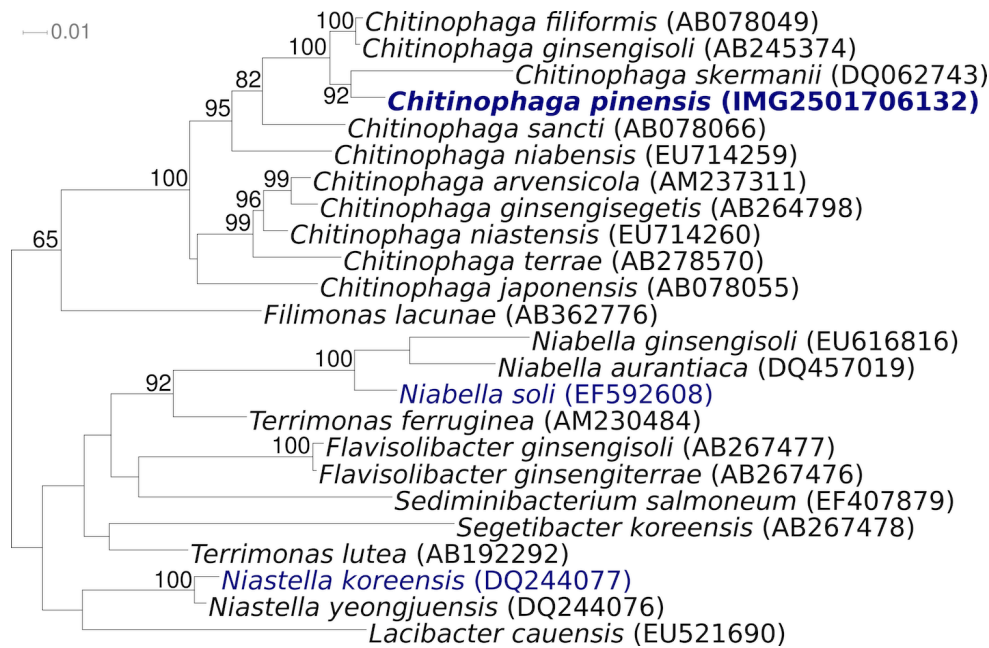 0.01
100 Chitinophaga filiformis (AB078049)
100 Chitinophaga ginsengisoli (AB245374)
82 Chitinophaga skermanii (DQ062743)
92 Chitinophaga pinensis (IMG2501706132)
95
Chitinophaga sancti (AB078066)
Chitinophaga niabensis (EU714259)
100 99 Chitinophaga arvensicola (AM237311)
96 Chitinophaga ginsengisegetis (AB264798)
99 Chitinophaga niastensis (EU714260)
65
Chitinophaga terrae (AB278570)
Chitinophaga japonensis (AB078055)
Filimonas lacunae (AB362776)
Niabella ginsengisoli (EU616816)
100 Niabella aurantiaca (DQ457019)
92 Niabella soli (EF592608)
Terrimonas ferruginea (AM230484)
100 Flavisolibacter ginsengisoli (AB267477)
Flavisolibacter ginsengiterrae (AB267476)
Sediminibacterium salmoneum (EF407879)
Segetibacter koreensis (AB267478)
Terrimonas lutea (AB192292)
100 Niastella koreensis (DQ244077)
Niastella yeongjuensis (DQ244076)
Lacibacter cauensis (EU521690)